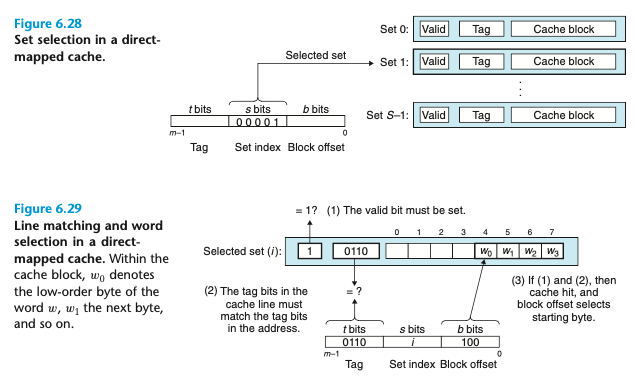 Figure 6.28
Set selection in a direct-
mapped cache.
Set 0: Valid Tag Cache block
Selected set
Set 1: Valid Tag Cache block
⋮
Set S–1: Valid Tag Cache block
t bits s bits b bits
0 0 0 0 1
m–1 0
Tag Set index Block offset
Figure 6.29
Line matching and word
selection in a direct-
mapped cache. Within the
cache block, w0 denotes
the low-order byte of the
word w, w1 the next byte,
and so on.
= 1? (1) The valid bit must be set.
0 1 2 3 4 5 6 7
Selected set (i): 1 0110 w0 w1 w2 w3
(2) The tag bits in the
cache line must
match the tag bits
in the address.
= ?
(3) If (1) and (2), then
cache hit, and
block offset selects
starting byte.
t bits s bits b bits
0110 i 100
m–1 0
Tag Set index Block offset